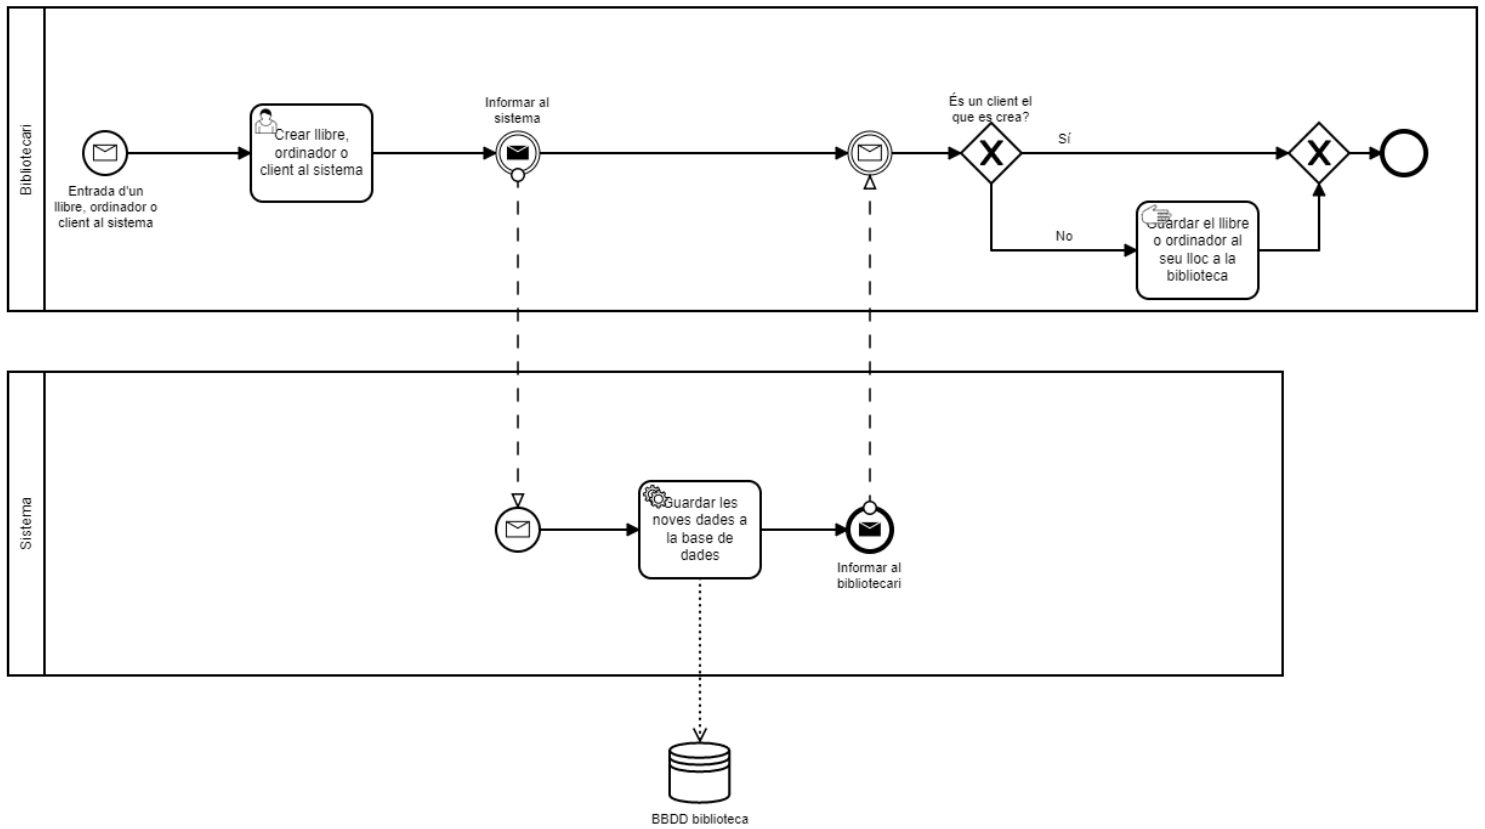 Bibliotecari
Entrada d'un
llibre, ordinador o
client al sistema
Crear llibre,
ordinador o
client al sistema
Informar al
sistema
És un client el
que es crea?
Sí
No
Guardar el llibre
o ordinador al
seu lloc a la
biblioteca
Sistema
Guardar les
noves dades a
la base de
dades
Informar al
bibliotecari
BBDD biblioteca